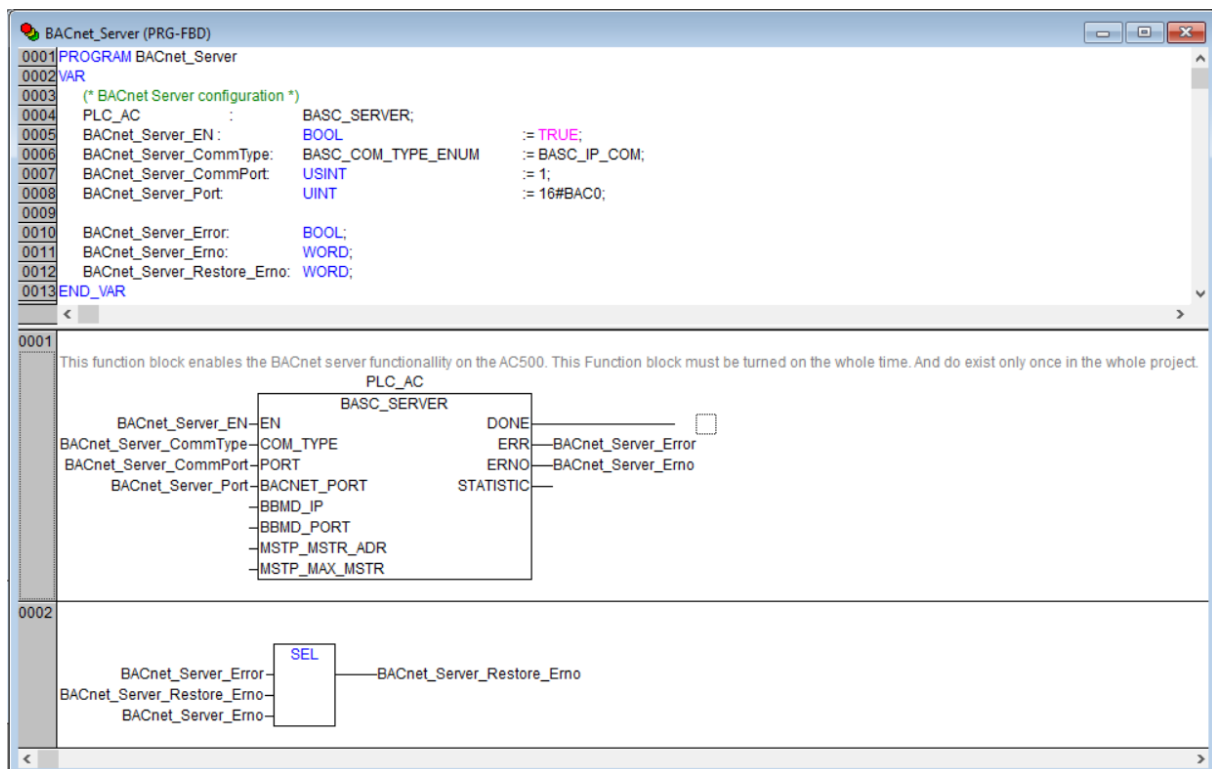 BACnet_Server (PRG-FBD)
0001 PROGRAM BACnet_Server
0002 VAR
0003 (* BACnet Server configuration *)
0004 PLC_AC : BASC_SERVER;
0005 BACnet_Server_EN : BOOL := TRUE;
0006 BACnet_Server_CommType: BASC_COM_TYPE_ENUM := BASC_IP_COM;
0007 BACnet_Server_CommPort: USINT := 1;
0008 BACnet_Server_Port: UINT := 16#BAC0;
0009
0010 BACnet_Server_Error: BOOL;
0011 BACnet_Server_Erno: WORD;
0012 BACnet_Server_Restore_Erno: WORD;
0013 END_VAR
0001
This function block enables the BACnet server functionallity on the AC500. This Function block must be turned on the whole time. And do exist only once in the whole project.
PLC_AC
BASC_SERVER
BACnet_Server_EN EN DONE
BACnet_Server_CommType COM_TYPE ERR BACnet_Server_Error
BACnet_Server_CommPort PORT ERNO BACnet_Server_Erno
BACnet_Server_Port BACNET_PORT STATISTIC
BBMD_IP
BBMD_PORT
MSTP_MSTR_ADR
MSTP_MAX_MSTR
0002
SEL
BACnet_Server_Error BACnet_Server_Restore_Erno
BACnet_Server_Restore_Erno
BACnet_Server_Erno